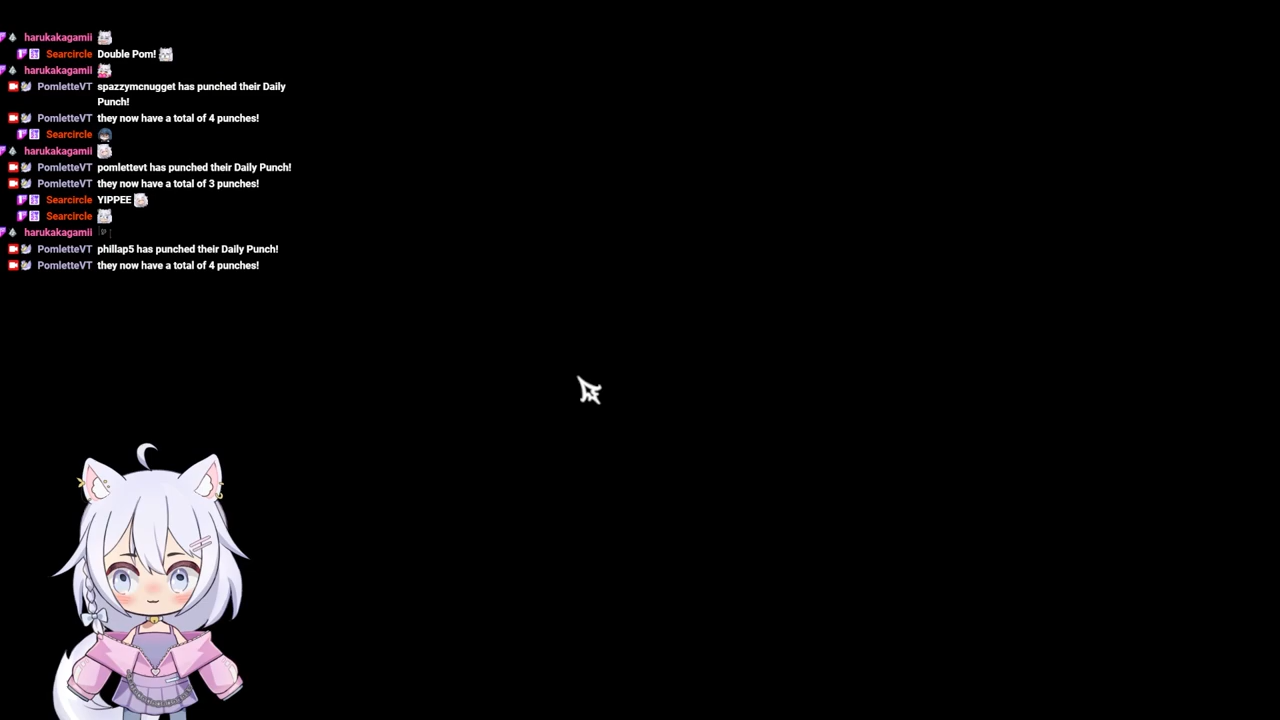 harukakagamii
Searcircle Double Pom!
harukakagamii
PomletteVT spazzymcnugget has punched their Daily
Punch!
PomletteVT they now have a total of 4 punches!
Searcircle
harukakagamii
PomletteVT pomlettevt has punched their Daily Punch!
PomletteVT they now have a total of 3 punches!
Searcircle YIPPEE
Searcircle
harukakagamii
PomletteVT phillap5 has punched their Daily Punch!
PomletteVT they now have a total of 4 punches!